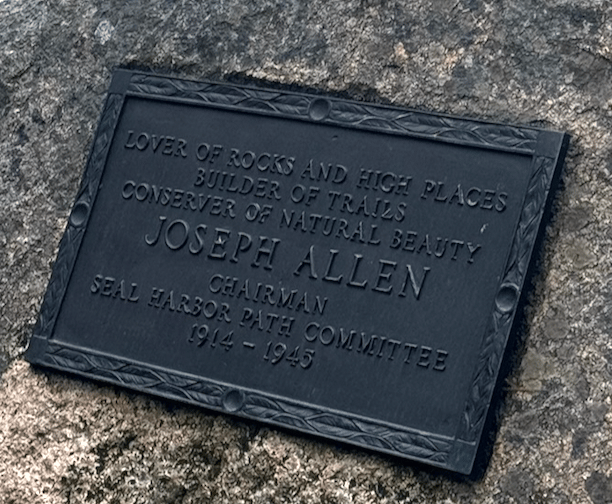 LOVER OF ROCKS AND HIGH PLACES
BUILDER OF TRAILS
CONSERVER OF NATURAL BEAUTY
JOSEPH ALLEN
CHAIRMAN
SEAL HARBOR PATH COMMITTEE
1914 – 1945